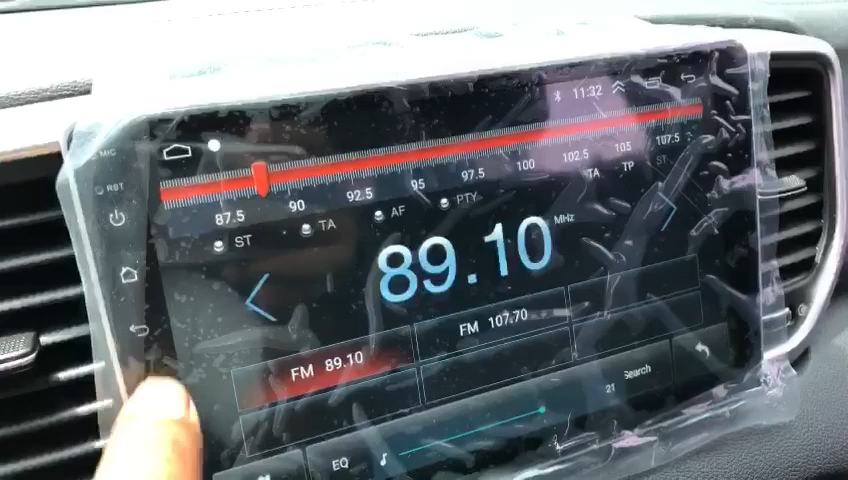 11:32
MIC
RST
87.5 90 92.5 95 97.5 100 102.5 105 107.5
TA TP ST
ST TA AF PTY
89.10 MHz
FM 89.10 FM 107.70
EQ 21 Search